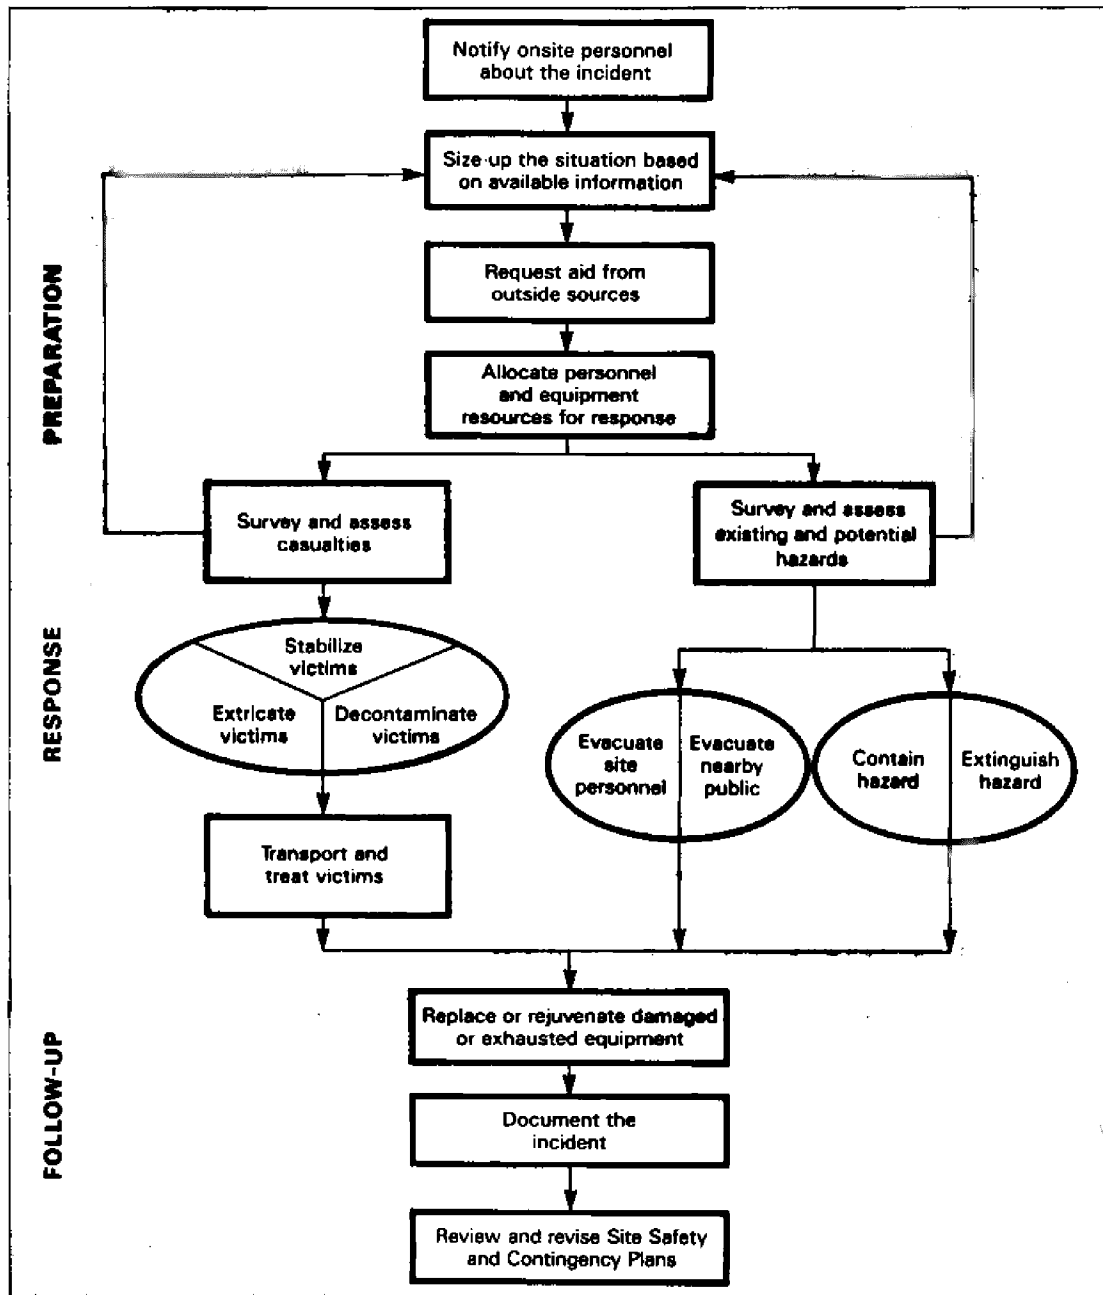 Notify onsite personnel
about the incident
Size-up the situation based
on available information
Request aid from
outside sources
PREPARATION
Allocate personnel
and equipment
resources for response
Survey and assess
casualties
Survey and assess
existing and potential
hazards
RESPONSE
Stabilize
victims
Extricate
victims
Decontaminate
victims
Evacuate
site
personnel
Evacuate
nearby
public
Contain
hazard
Extinguish
hazard
Transport and
treat victims
FOLLOW-UP
Replace or rejuvenate damaged
or exhausted equipment
Document the
incident
Review and revise Site Safety
and Contingency Plans